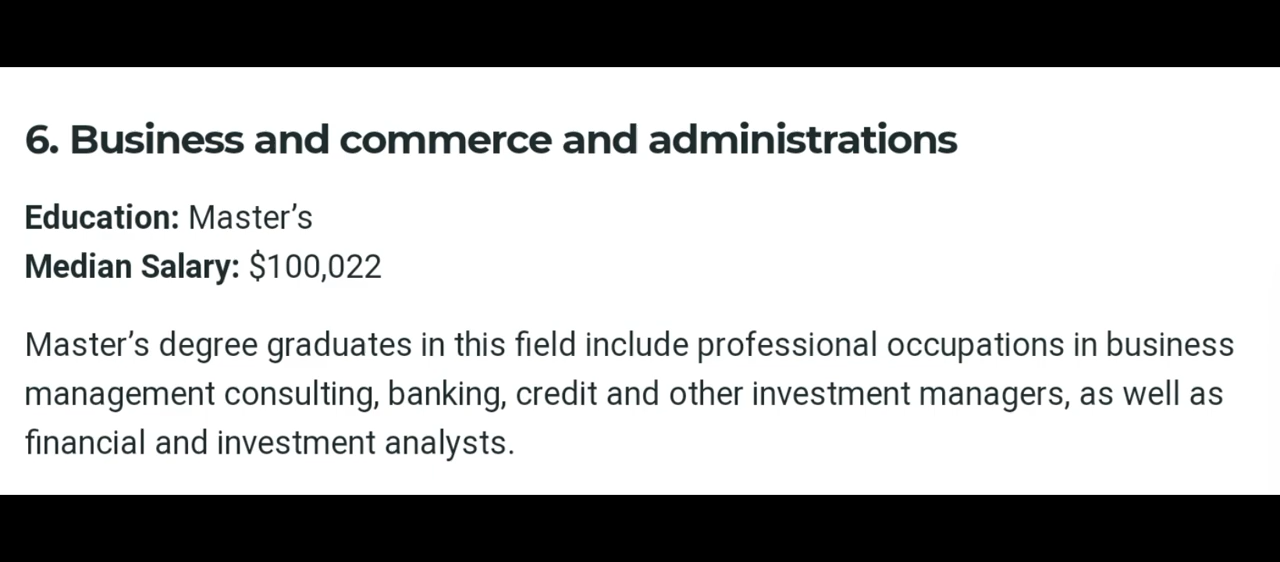 6. Business and commerce and administrations
Education: Master’s
Median Salary: $100,022
Master’s degree graduates in this field include professional occupations in business
management consulting, banking, credit and other investment managers, as well as
financial and investment analysts.